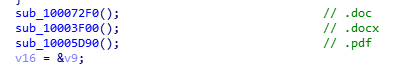 }
sub_100072F0(); // .doc
sub_10003F00(); // .docx
sub_10005D90(); // .pdf
v16 = &v9;